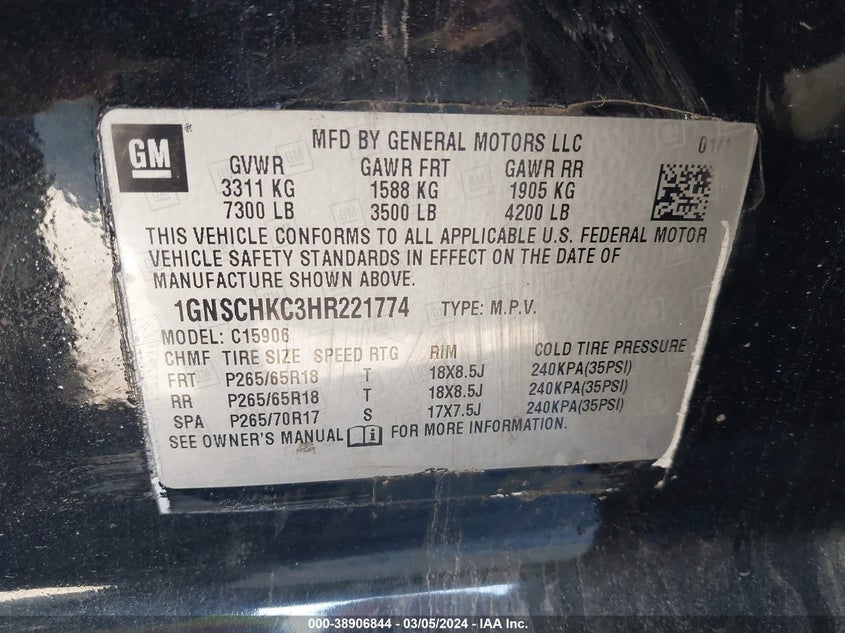 GM
MFD BY GENERAL MOTORS LLC
GVWR GAWR FRT GAWR RR
3311 KG 1588 KG 1905 KG
7300 LB 3500 LB 4200 LB
THIS VEHICLE CONFORMS TO ALL APPLICABLE U.S. FEDERAL MOTOR
VEHICLE SAFETY STANDARDS IN EFFECT ON THE DATE OF
MANUFACTURE SHOWN ABOVE.
1GNSCHKC3HR221774 TYPE: M.P.V.
MODEL: C15906
CHMF TIRE SIZE SPEED RTG RIM COLD TIRE PRESSURE
FRT P265/65R18 T 18X8.5J 240KPA(35PSI)
RR P265/65R18 T 18X8.5J 240KPA(35PSI)
SPA P265/70R17 S 17X7.5J 240KPA(35PSI)
SEE OWNER'S MANUAL FOR MORE INFORMATION.
000-38906844 - 03/05/2024 - IAA Inc.